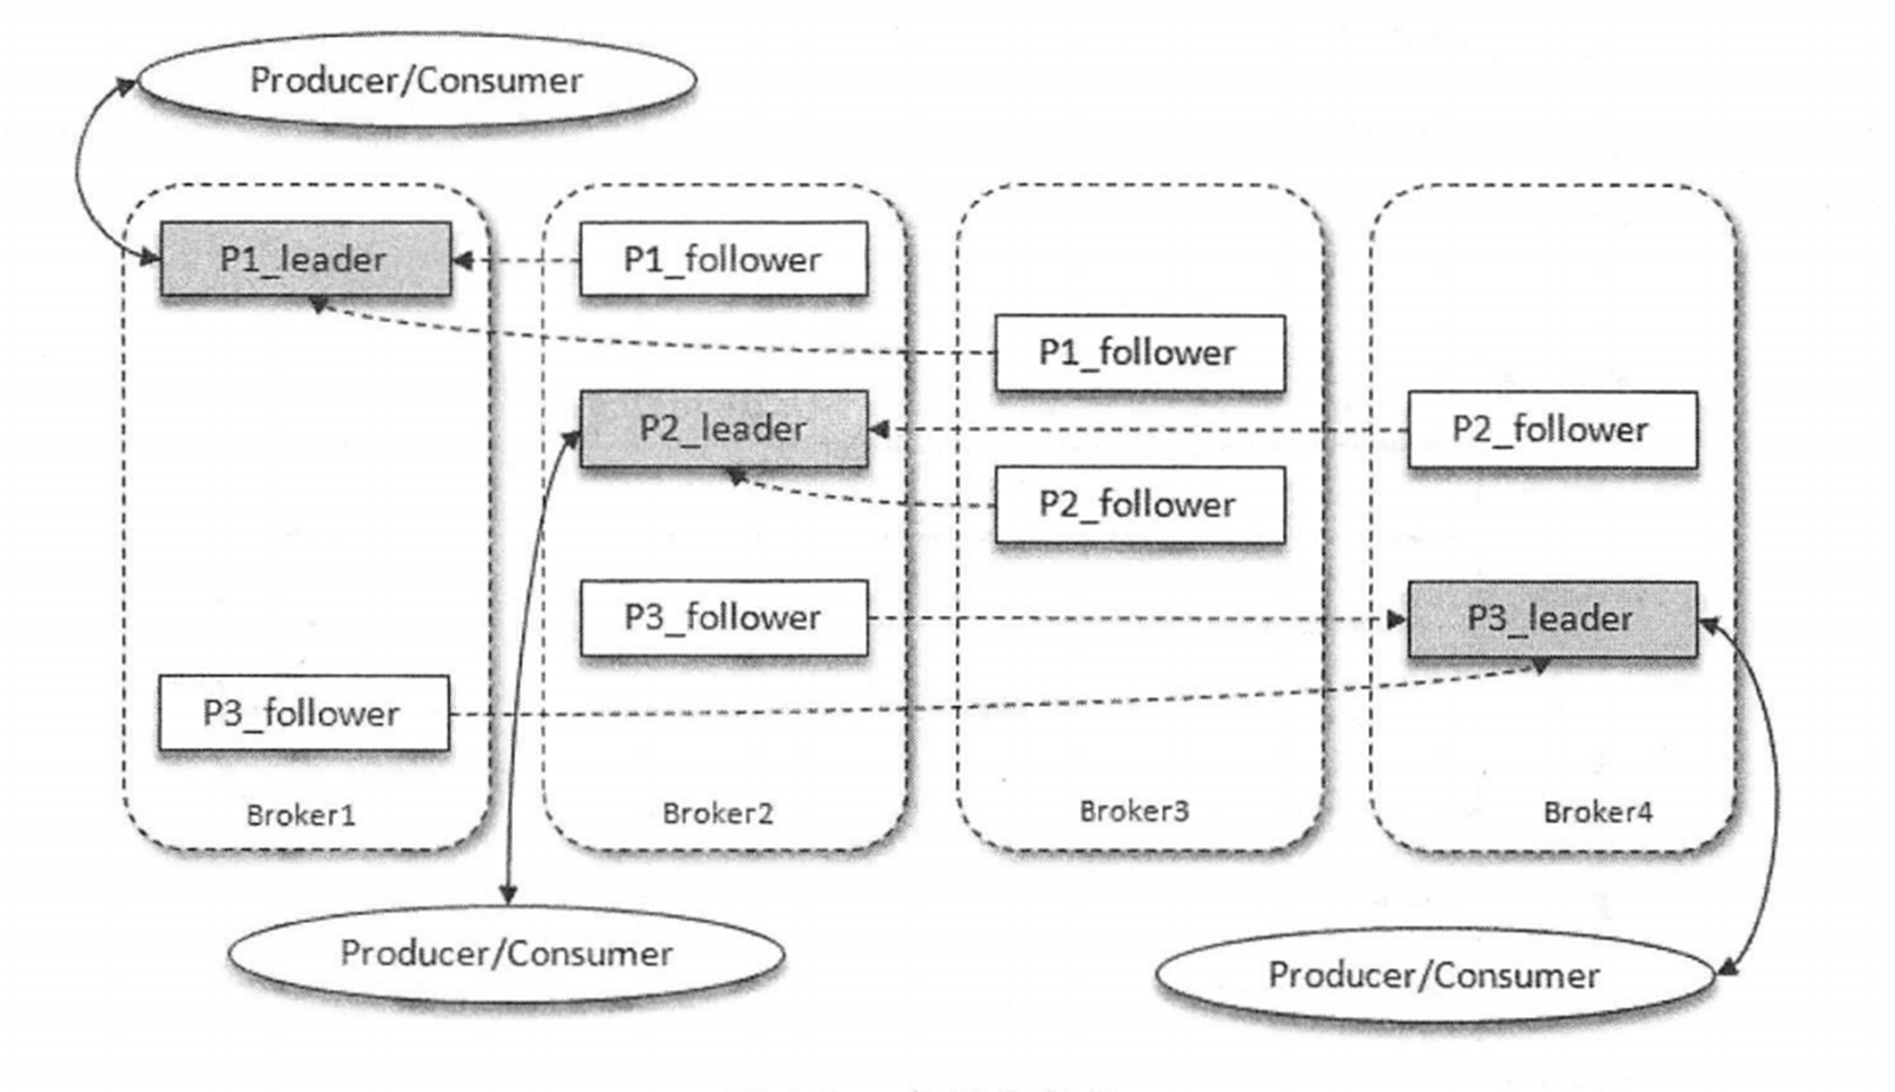 Producer/Consumer
P1_leader
P1_follower
P1_follower
P2_leader
P2_follower
P2_follower
P3_follower
P3_leader
P3_follower
Broker1
Broker2
Broker3
Broker4
Producer/Consumer
Producer/Consumer